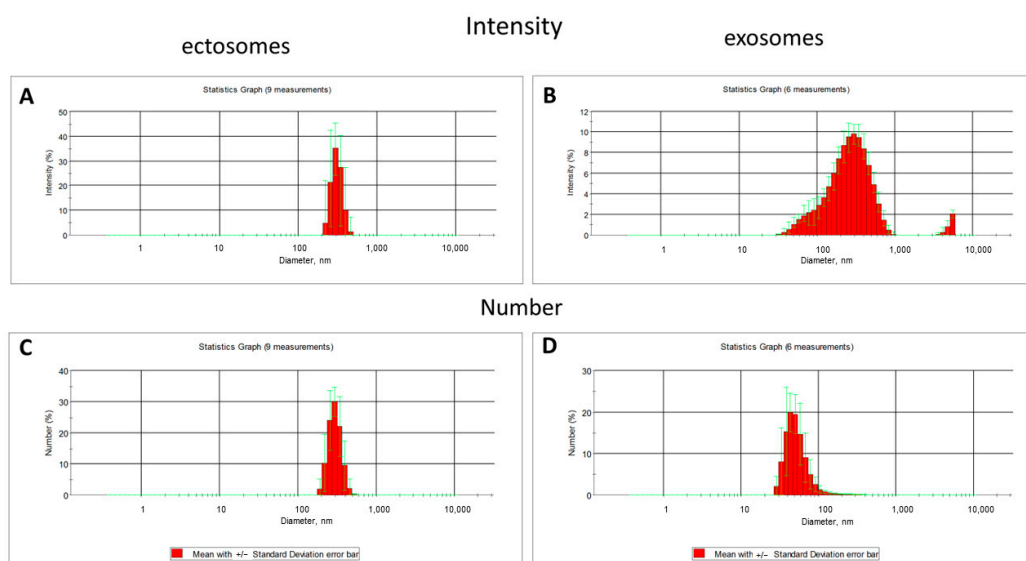 Intensity
ectosomes
exosomes
A
Statistics Graph (9 measurements)
50
40
30
20
10
0
Intensity (%)
1
10
100
1,000
10,000
Diameter, nm
B
Statistics Graph (6 measurements)
12
10
8
6
4
2
0
Intensity (%)
1
10
100
1,000
10,000
Diameter, nm
Number
C
Statistics Graph (9 measurements)
40
30
20
10
0
Number (%)
1
10
100
1,000
10,000
Diameter, nm
Mean with +/− Standard Deviation error bar
D
Statistics Graph (6 measurements)
30
20
10
0
Number (%)
1
10
100
1,000
10,000
Diameter, nm
Mean with +/− Standard Deviation error bar